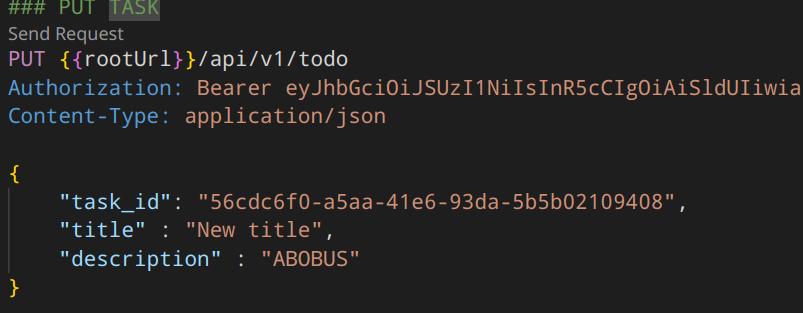 ### PUT TASK
Send Request
PUT {{rootUrl}}/api/v1/todo
Authorization: Bearer eyJhbGciOiJSUzI1NiIsInR5cCIgOiAiSldUIiwia
Content-Type: application/json
{
"task_id": "56cdc6f0-a5aa-41e6-93da-5b5b02109408",
"title" : "New title",
"description" : "ABOBUS"
}